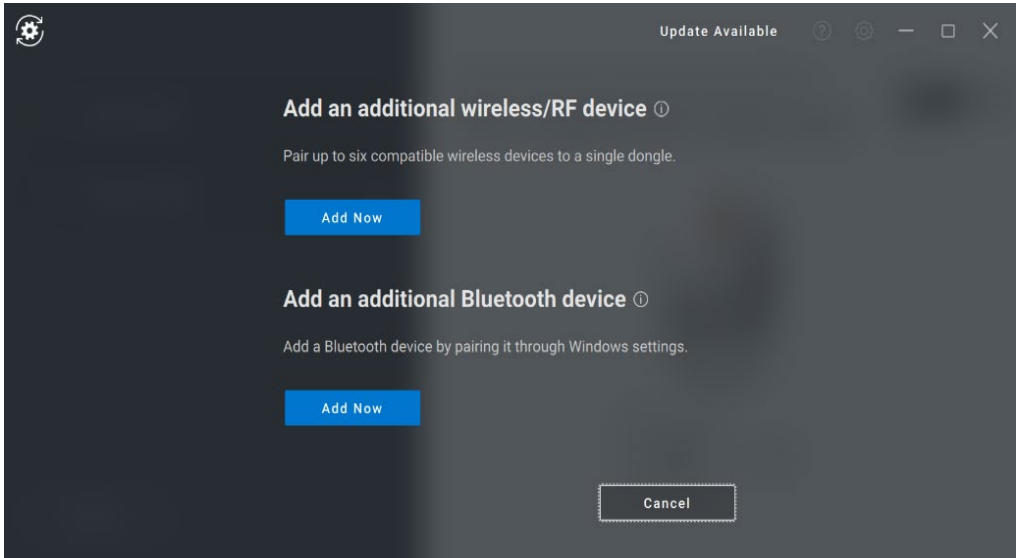 Update Available
Add an additional wireless/RF device
Pair up to six compatible wireless devices to a single dongle.
Add Now
Add an additional Bluetooth device
Add a Bluetooth device by pairing it through Windows settings.
Add Now
Cancel